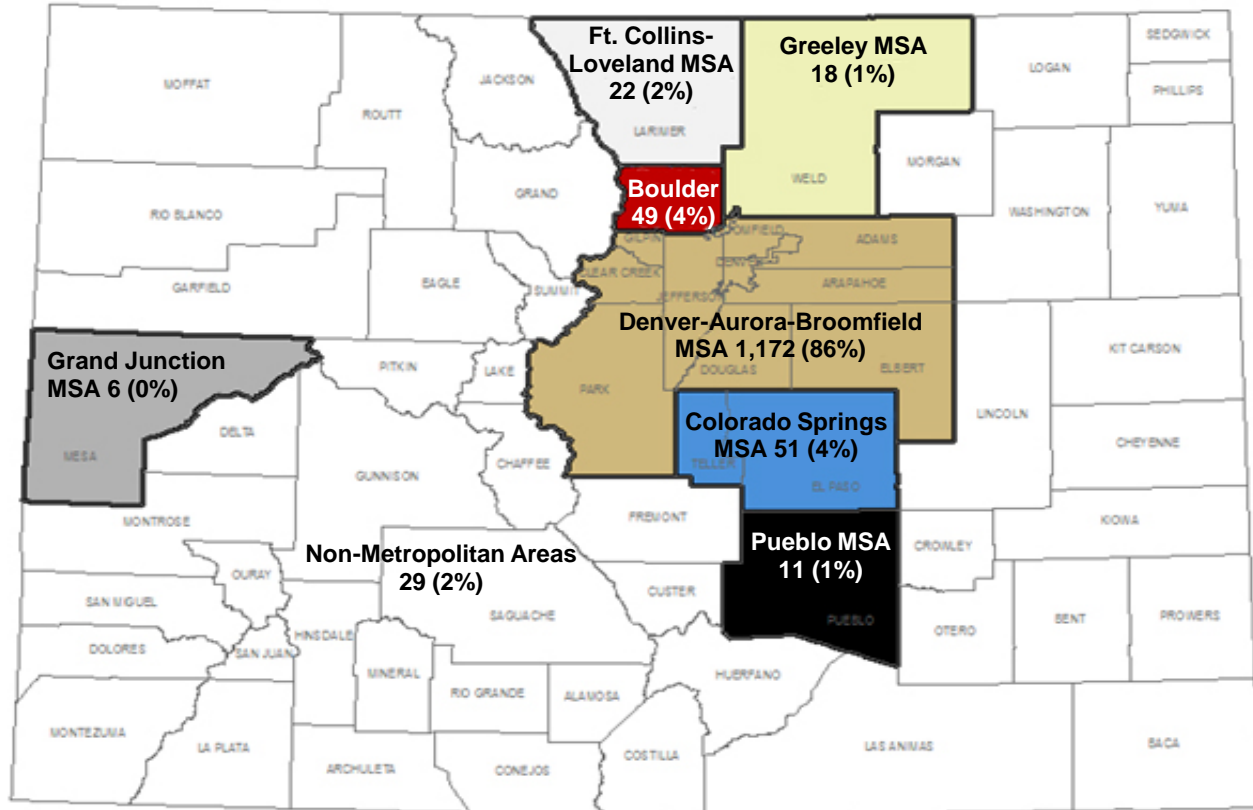 Ft. Collins-
Loveland MSA
22 (2%)
Greeley MSA
18 (1%)
SEDGWICK
LOGAN
PHILLIPS
MOFFAT
JACKSON
ROUTT
LARIMER
MORGAN
WELD
GRAND
Boulder
49 (4%)
RIO BLANCO
WASHINGTON
YUMA
GILPIN
OMFIELD
ADAMS
DENVER
CLEAR CREEK
EAGLE
SUMMIT
GARFIELD
JEFFERSON
ARAPAHOE
Denver-Aurora-Broomfield
MSA 1,172 (86%)
Grand Junction
MSA 6 (0%)
KIT CARSON
PITKIN
LAKE
DOUGLAS
ELBERT
PARK
LINCOLN
Colorado Springs
MSA 51 (4%)
DELTA
CHEYENNE
MESA
CHAFFEE
TELLER
GUNNISON
EL PASO
FREMONT
MONTROSE
KIOWA
Pueblo MSA
11 (1%)
CROWLEY
Non-Metropolitan Areas
29 (2%)
OURAY
CUSTER
SAN MIGUEL
SAGUACHE
PUEBLO
OTERO
BENT
PROWERS
HINSDALE
DOLORES
SAN JUAN
MINERAL
HUERFANO
RIO GRANDE
ALAMOSA
MONTEZUMA
LA PLATA
COSTILLA
LAS ANIMAS
BACA
ARCHULETA
CONEJOS